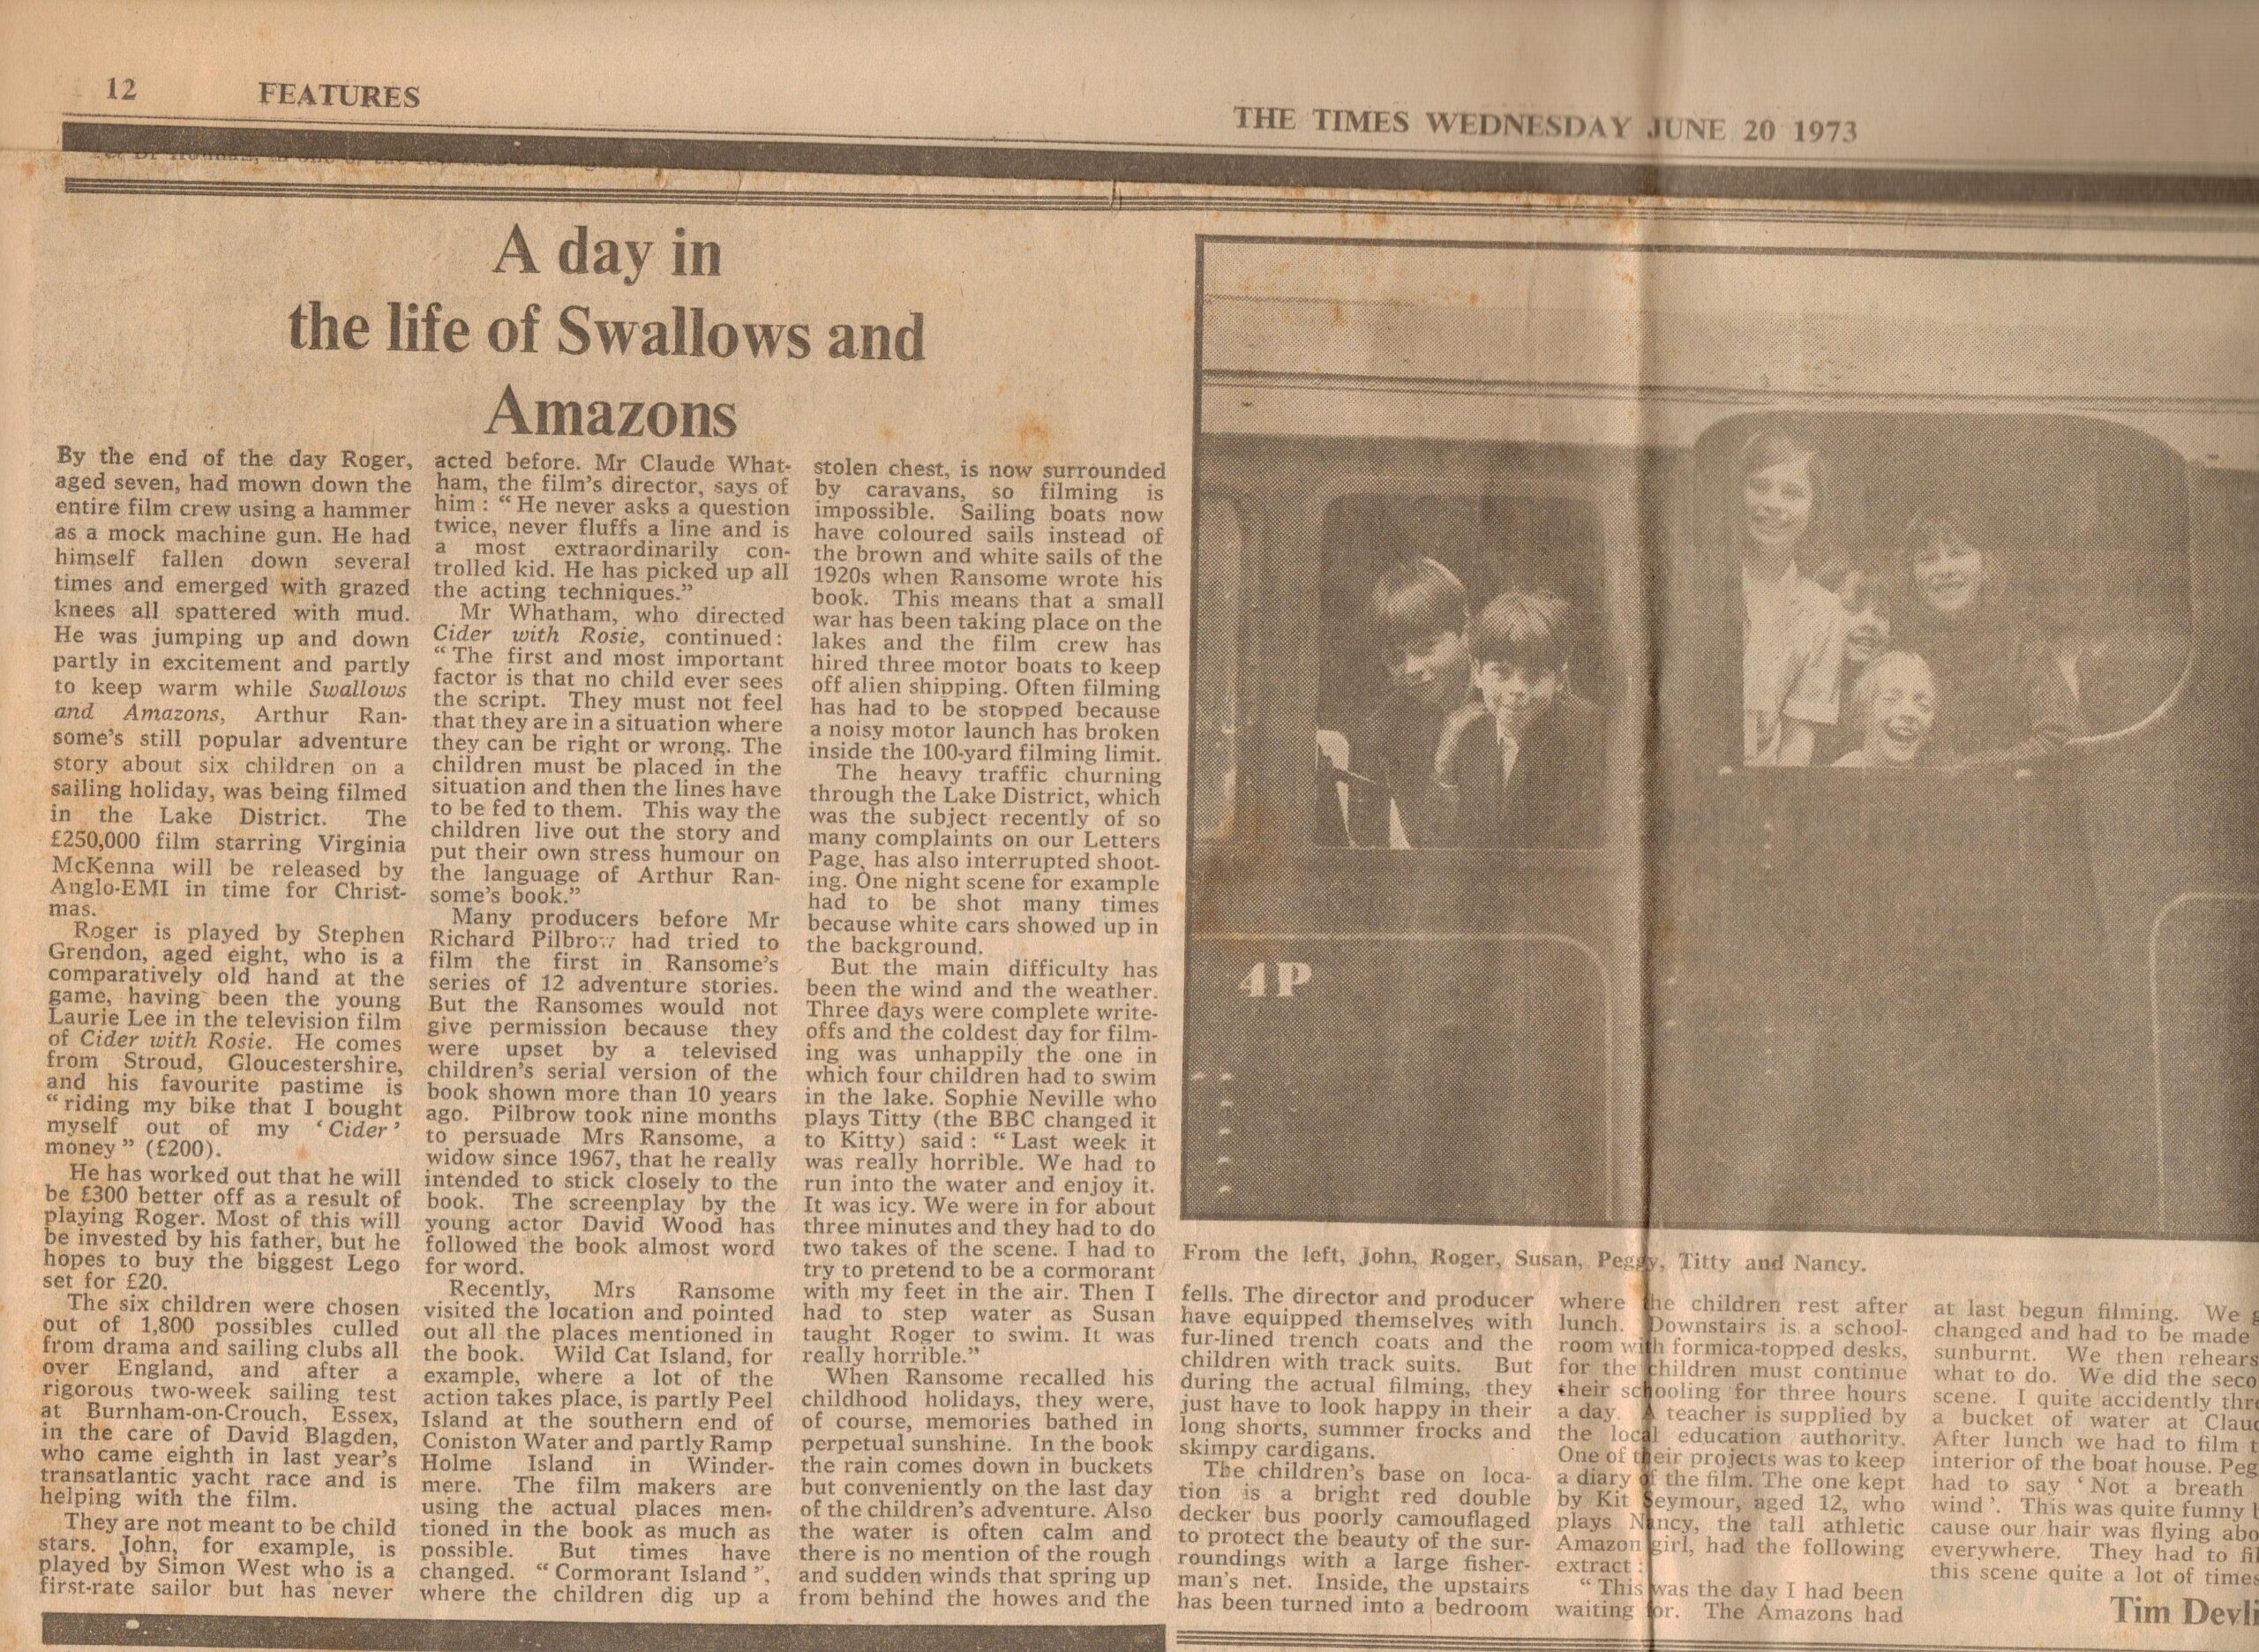 12 FEATURES
THE TIMES WEDNESDAY JUNE 20 1973
A day in
the life of Swallows and
Amazons
By the end of the day Roger,
aged seven, had mown down the
entire film crew using a hammer
as a mock machine gun. He had
himself fallen down several
times and emerged with grazed
knees all spattered with mud.
He was jumping up and down
partly in excitement and partly
to keep warm while Swallows
and Amazons, Arthur Ran-
some's still popular adventure
story about six children on a
sailing holiday, was being filmed
in the Lake District. The
£250,000 film starring Virginia
McKenna will be released by
Anglo-EMI in time for Christ-
mas.
Roger is played by Stephen
Grendon, aged eight, who is a
comparatively old hand at the
game, having been the young
Laurie Lee in the television film
of Cider with Rosie. He comes
from Stroud, Gloucestershire,
and his favourite pastime is
“riding my bike that I bought
myself out of my ‘Cider’
money” (£200).
He has worked out that he will
be £300 better off as a result of
playing Roger. Most of this will
be invested by his father, but he
hopes to buy the biggest Lego
set for £20.
The six children were chosen
out of 1,800 possibles culled
from drama and sailing clubs all
over England, and after a
rigorous two-week sailing test
at Burnham-on-Crouch, Essex,
in the care of David Blagden,
who came eighth in last year's
transatlantic yacht race and is
helping with the film.
They are not meant to be child
stars. John, for example, is
played by Simon West who is a
first-rate sailor but has never
acted before. Mr Claude What-
ham, the film's director, says of
him : “He never asks a question
twice, never fluffs a line and is
a most extraordinarily con-
trolled kid. He has picked up all
the acting techniques.”
Mr Whatham, who directed
Cider with Rosie, continued:
“The first and most important
factor is that no child ever sees
the script. They must not feel
that they are in a situation where
they can be right or wrong. The
children must be placed in the
situation and then the lines have
to be fed to them. This way the
children live out the story and
put their own stress humour on
the language of Arthur Ran-
some's book.”
Many producers before Mr
Richard Pilbrow had tried to
film the first in Ransome's
series of 12 adventure stories.
But the Ransomes would not
give permission because they
were upset by a televised
children's serial version of the
book shown more than 10 years
ago. Pilbrow took nine months
to persuade Mrs Ransome, a
widow since 1967, that he really
intended to stick closely to the
book. The screenplay by the
young actor David Wood has
followed the book almost word
for word.
Recently, Mrs Ransome
visited the location and pointed
out all the places mentioned in
the book. Wild Cat Island, for
example, where a lot of the
action takes place, is partly Peel
Island at the southern end of
Coniston Water and partly Ramp
Holme Island in Winder-
mere. The film makers are
using the actual places men-
tioned in the book as much as
possible. But times have
changed. “Cormorant Island”,
where the children dig up a
stolen chest, is now surrounded
by caravans, so filming is
impossible. Sailing boats now
have coloured sails instead of
the brown and white sails of the
1920s when Ransome wrote his
book. This means that a small
war has been taking place on the
lakes and the film crew has
hired three motor boats to keep
off alien shipping. Often filming
has had to be stopped because
a noisy motor launch has broken
inside the 100-yard filming limit.
The heavy traffic churning
through the Lake District, which
was the subject recently of so
many complaints on our Letters
Page, has also interrupted shoot-
ing. One night scene for example
had to be shot many times
because white cars showed up in
the background.
But the main difficulty has
been the wind and the weather.
Three days were complete write-
offs and the coldest day for film-
ing was unhappily the one in
which four children had to swim
in the lake. Sophie Neville who
plays Titty (the BBC changed it
to Kitty) said : “Last week it
was really horrible. We had to
run into the water and enjoy it.
It was icy. We were in for about
three minutes and they had to do
two takes of the scene. I had to
try to pretend to be a cormorant
with my feet in the air. Then I
had to step water as Susan
taught Roger to swim. It was
really horrible.”
When Ransome recalled his
childhood holidays, they were,
of course, memories bathed in
perpetual sunshine. In the book
the rain comes down in buckets
but conveniently on the last day
of the children's adventure. Also
the water is often calm and
there is no mention of the rough
and sudden winds that spring up
from behind the howes and the
4P
From the left, John, Roger, Susan, Peggy, Titty and Nancy.
fells. The director and producer
have equipped themselves with
fur-lined trench coats and the
children with track suits. But
during the actual filming, they
just have to look happy in their
long shorts, summer frocks and
skimpy cardigans.
The children's base on loca-
tion is a bright red double
decker bus poorly camouflaged
to protect the beauty of the sur-
roundings with a large fisher-
man's net. Inside, the upstairs
has been turned into a bedroom
where the children rest after
lunch. Downstairs is a school-
room with formica-topped desks,
for the children must continue
their schooling for three hours
a day. A teacher is supplied by
the local education authority.
One of their projects was to keep
a diary of the film. The one kept
by Kit Seymour, aged 12, who
plays Nancy, the tall athletic
Amazon girl, had the following
extract :
“This was the day I had been
waiting for. The Amazons had
at last begun filming. We g
changed and had to be made
sunburnt. We then rehears
what to do. We did the seco
scene. I quite accidently thre
a bucket of water at Claud
After lunch we had to film t
interior of the boat house. Peg
had to say ‘Not a breath
wind’. This was quite funny b
cause our hair was flying abo
everywhere. They had to fil
this scene quite a lot of times
Tim Devli